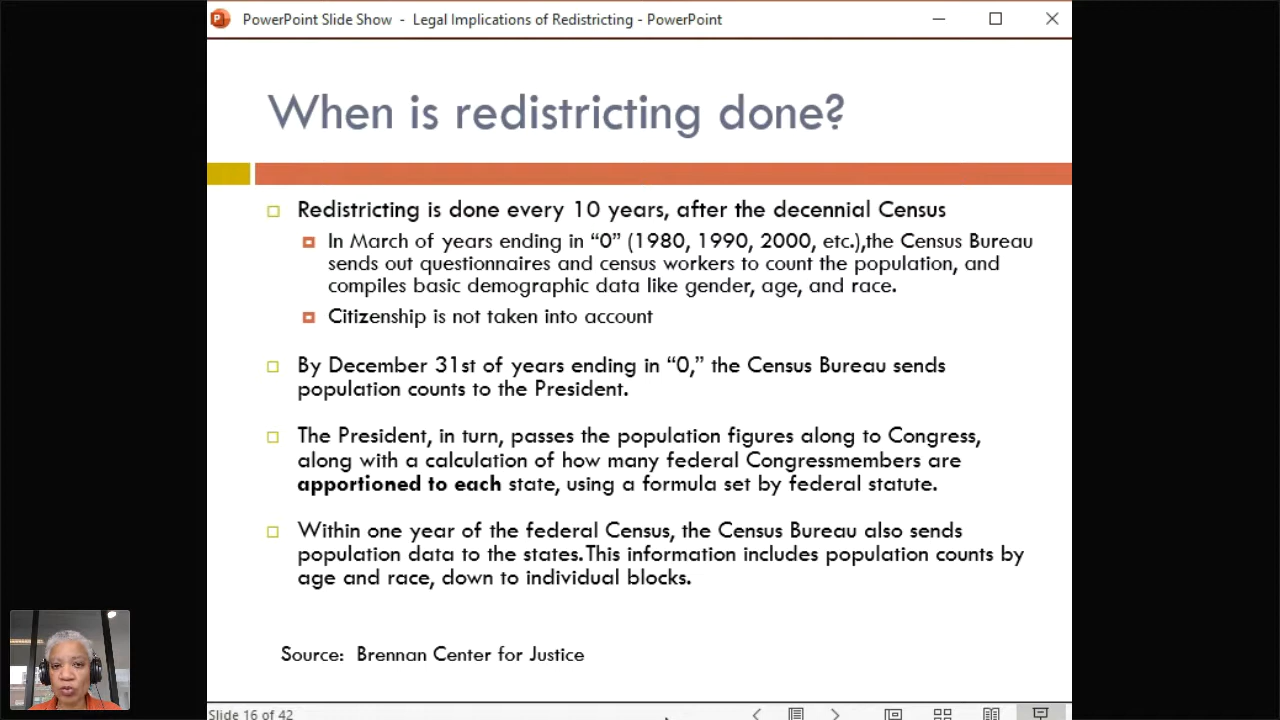 PowerPoint Slide Show - Legal Implications of Redistricting - PowerPoint
When is redistricting done?
Redistricting is done every 10 years, after the decennial Census
In March of years ending in “0” (1980, 1990, 2000, etc.),the Census Bureau
sends out questionnaires and census workers to count the population, and
compiles basic demographic data like gender, age, and race.
Citizenship is not taken into account
By December 31st of years ending in “0,” the Census Bureau sends
population counts to the President.
The President, in turn, passes the population figures along to Congress,
along with a calculation of how many federal Congressmembers are
apportioned to each state, using a formula set by federal statute.
Within one year of the federal Census, the Census Bureau also sends
population data to the states. This information includes population counts by
age and race, down to individual blocks.
Source: Brennan Center for Justice
Slide 16 of 42